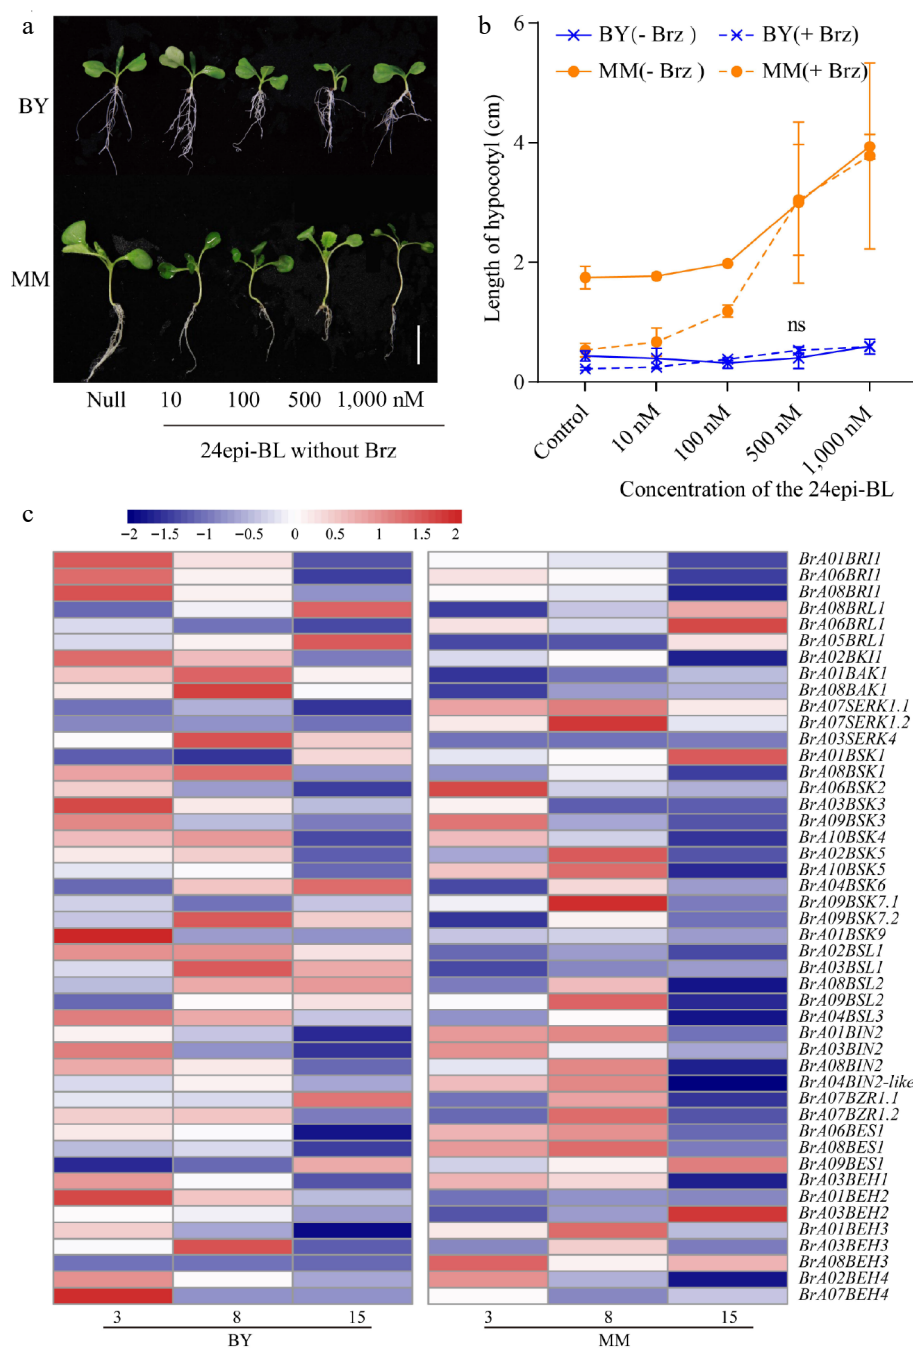 a
BY
MM
Null 10 100 500 1,000 nM
24epi-BL without Brz
b
6
4
2
0
Length of hypocotyl (cm)
BY(- Brz ) BY(+ Brz)
MM(- Brz ) MM(+ Brz)
ns
Control 10 nM 100 nM 500 nM 1,000 nM
Concentration of the 24epi-BL
c
−2 −1.5 −1 −0.5 0 0.5 1 1.5 2
BrA01BRI1
BrA06BRI1
BrA08BRI1
BrA08BRL1
BrA06BRL1
BrA05BRL1
BrA02BKI1
BrA01BAK1
BrA08BAK1
BrA07SERK1.1
BrA07SERK1.2
BrA03SERK4
BrA01BSK1
BrA08BSK1
BrA06BSK2
BrA03BSK3
BrA09BSK3
BrA10BSK4
BrA02BSK5
BrA10BSK5
BrA04BSK6
BrA09BSK7.1
BrA09BSK7.2
BrA01BSK9
BrA02BSL1
BrA03BSL1
BrA08BSL2
BrA09BSL2
BrA04BSL3
BrA01BIN2
BrA03BIN2
BrA08BIN2
BrA04BIN2-like
BrA07BZR1.1
BrA07BZR1.2
BrA06BES1
BrA08BES1
BrA09BES1
BrA03BEH1
BrA01BEH2
BrA03BEH2
BrA01BEH3
BrA03BEH3
BrA08BEH3
BrA02BEH4
BrA07BEH4
3 8 15 3 8 15
BY MM